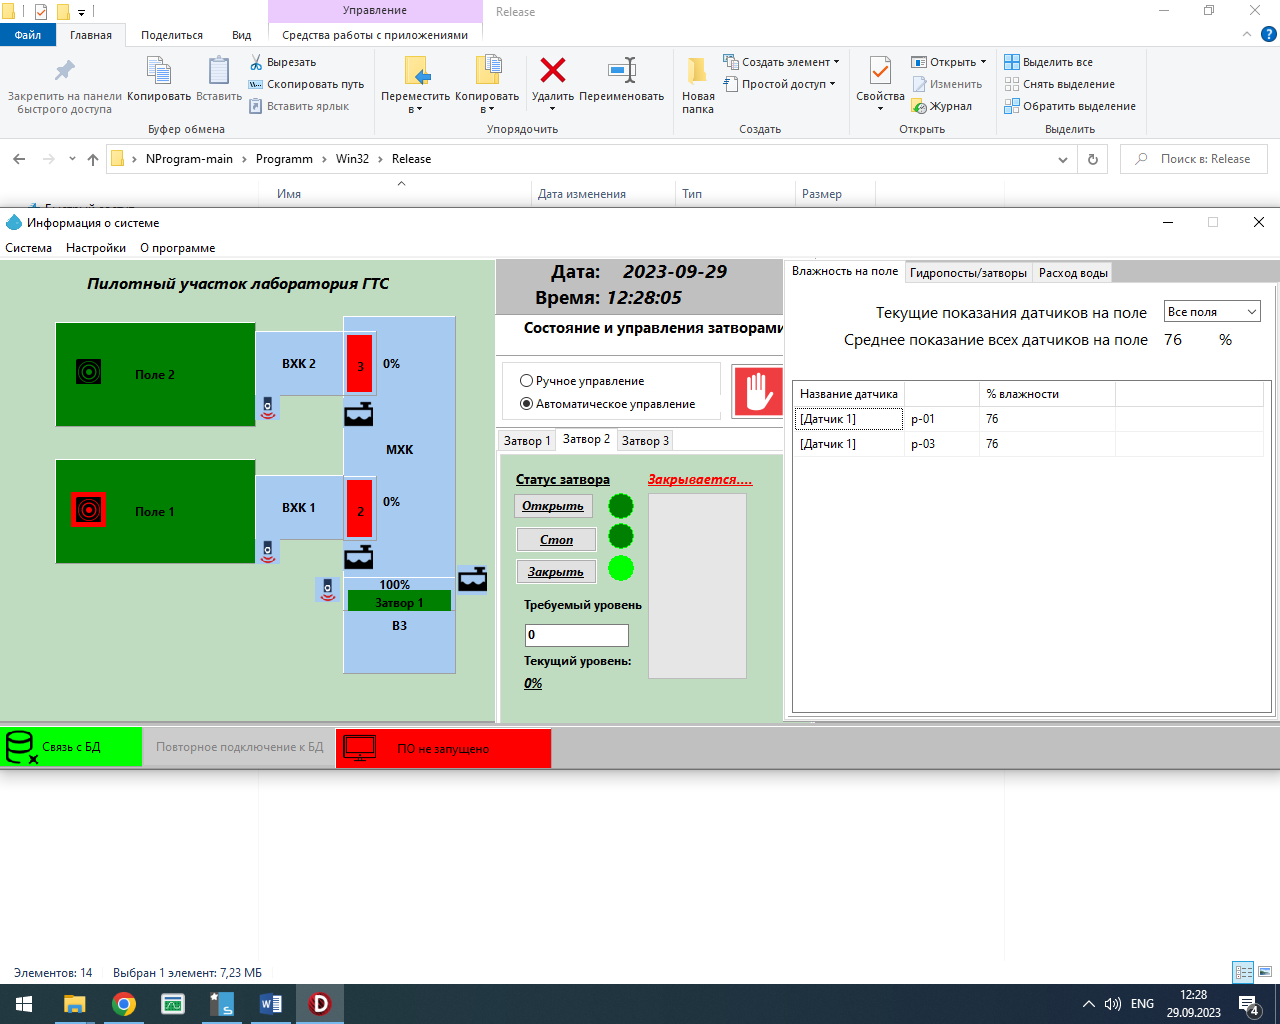 Управление
Release
Файл
Главная
Поделиться
Вид
Средства работы с приложениями
Закрепить на панели быстрого доступа
Копировать
Вставить
Вырезать
Скопировать путь
Вставить ярлык
Переместить в
Копировать в
Удалить
Переименовать
Новая папка
Создать элемент
Простой доступ
Свойства
Открыть
Изменить
Журнал
Выделить все
Снять выделение
Обратить выделение
Буфер обмена
Упорядочить
Создать
Открыть
Выделить
NProgram-main
Programm
Win32
Release
Поиск в: Release
Имя
Дата изменения
Тип
Размер
Информация о системе
Система
Настройки
О программе
Пилотный участок лаборатория ГТС
Поле 2
ВХК 2
3
0%
МХК
Поле 1
ВХК 1
2
0%
100%
Затвор 1
ВЗ
Дата: 2023-09-29
Время: 12:28:05
Состояние и управления затворами
Ручное управление
Автоматическое управление
Затвор 1
Затвор 2
Затвор 3
Статус затвора
Закрывается....
Открыть
Стоп
Закрыть
Требуемый уровень
0
Текущий уровень:
0%
Влажность на поле
Гидропосты/затворы
Расход воды
Текущие показания датчиков на поле
Все поля
Среднее показание всех датчиков на поле 76 %
Название датчика % влажности
[Датчик 1] p-01 76
[Датчик 1] p-03 76
Связь с БД
Повторное подключение к БД
ПО не запущено
Элементов: 14
Выбран 1 элемент: 7,23 МБ
ENG
12:28
29.09.2023
4